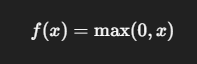 f(x) = max(0, x)